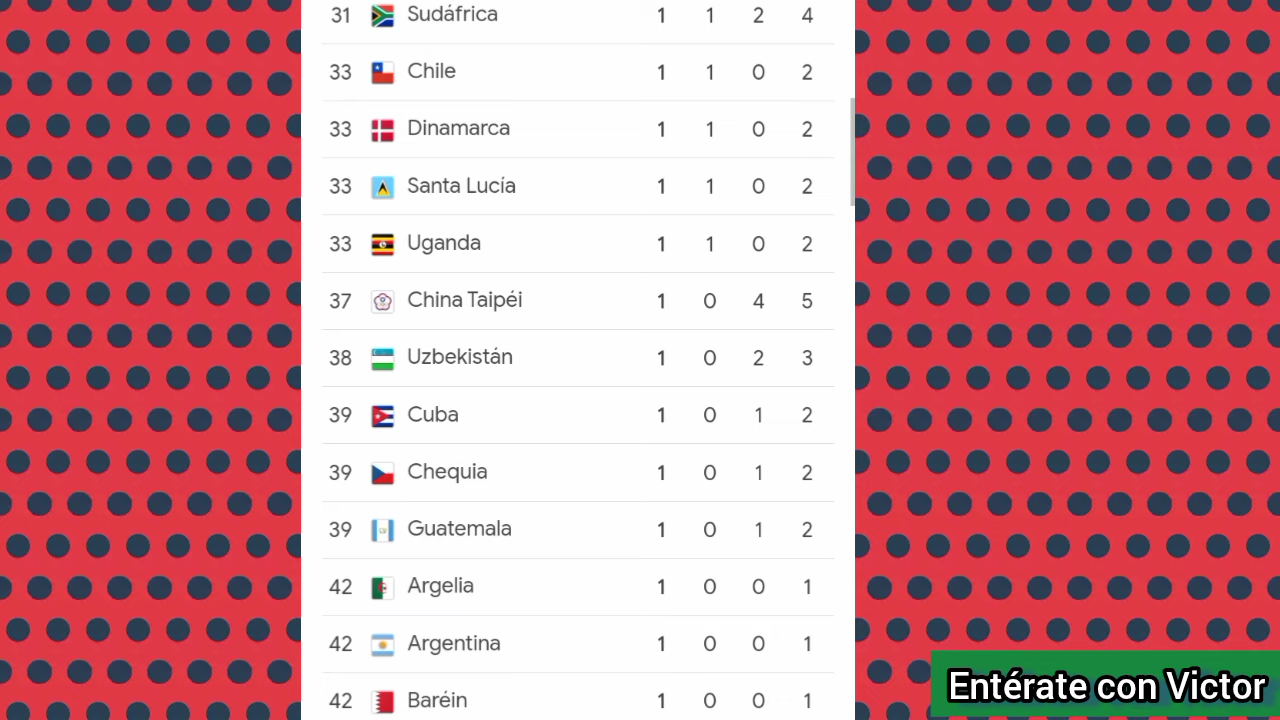 31 Sudáfrica 1 1 2 4
33 Chile 1 1 0 2
33 Dinamarca 1 1 0 2
33 Santa Lucía 1 1 0 2
33 Uganda 1 1 0 2
37 China Taipéi 1 0 4 5
38 Uzbekistán 1 0 2 3
39 Cuba 1 0 1 2
39 Chequia 1 0 1 2
39 Guatemala 1 0 1 2
42 Argelia 1 0 0 1
42 Argentina 1 0 0 1
42 Baréin 1 0 0 1
Entérate con Victor